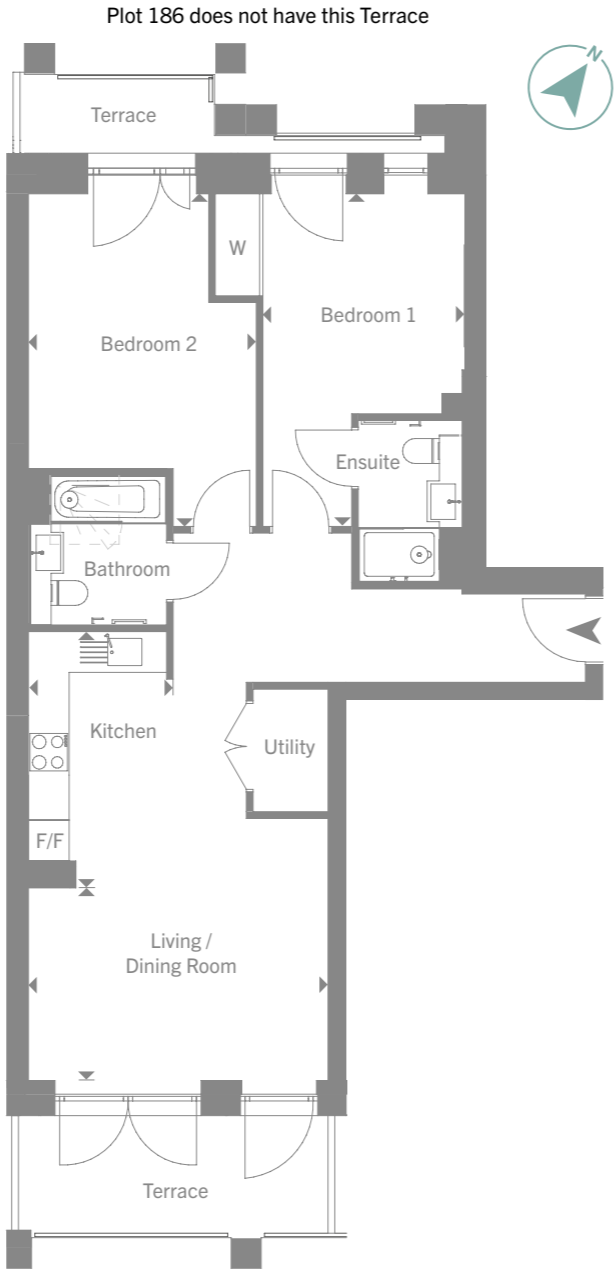 Plot 186 does not have this Terrace
N
Terrace
W
Bedroom 1
Bedroom 2
Ensuite
Bathroom
Kitchen
Utility
F/F
Living /
Dining Room
Terrace